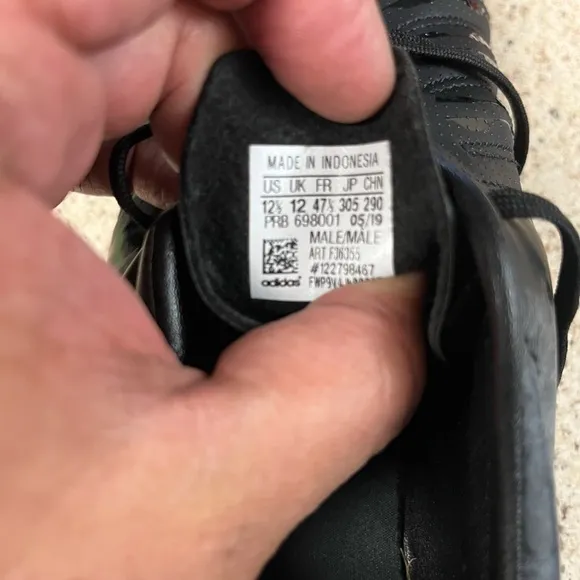 MADE IN INDONESIA
US UK FR JP CHN
12½ 12 47⅓ 305 290
PRB 698001 05/19
MALE/MALE
ART F36355
#122798467
adidas